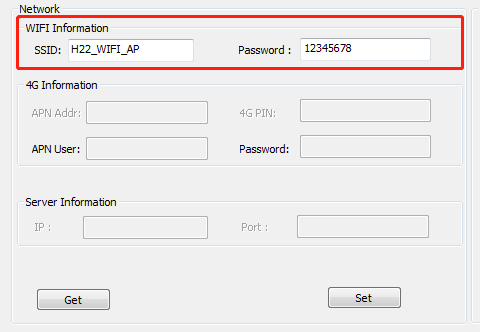 Network
WIFI Information
SSID: H22_WIFI_AP Password : 12345678
4G Information
APN Addr: 4G PIN:
APN User: Password:
Server Information
IP : Port :
Get Set